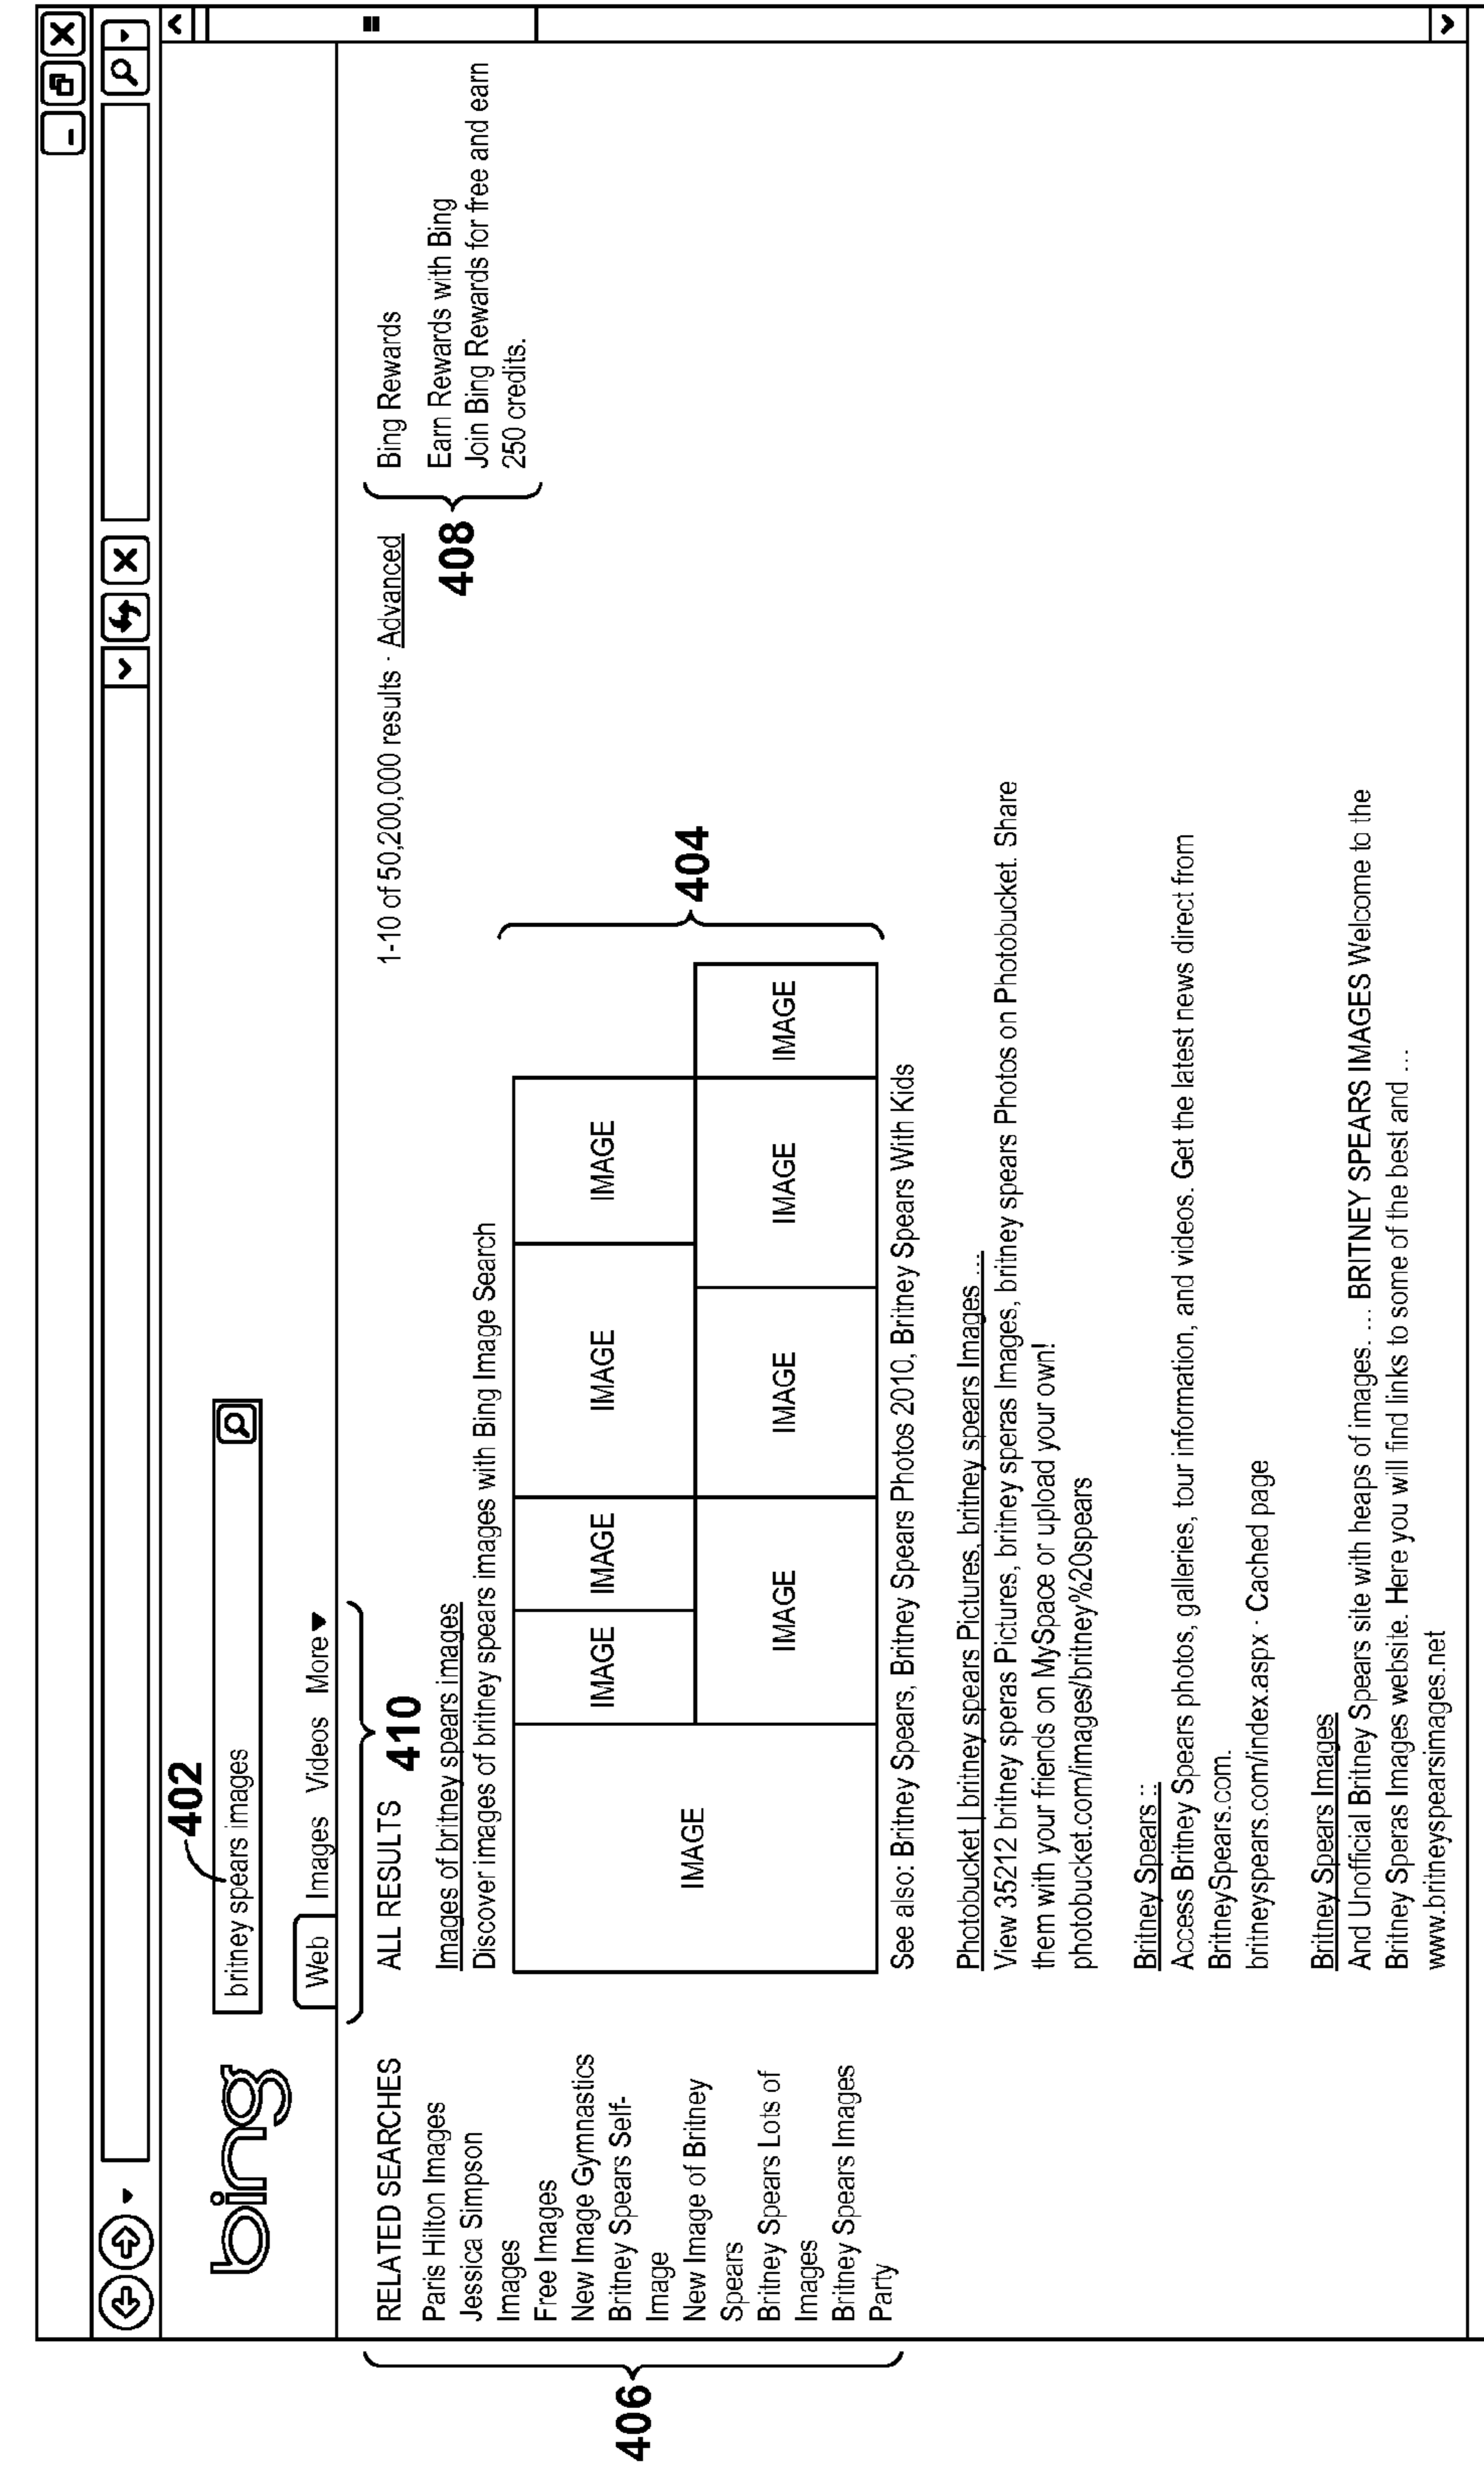 402
bing
britney spears images
Web Images Videos More
410
RELATED SEARCHES
Paris Hilton Images
Jessica Simpson
Images
Free Images
New Image Gymnastics
Britney Spears Self-
Image
New Image of Britney
Spears
Britney Spears Lots of
Images
Britney Spears Images
Party
406
ALL RESULTS
1-10 of 50,200,000 results · Advanced
Images of britney spears images
Discover images of britney spears images with Bing Image Search
IMAGE
IMAGE
IMAGE
IMAGE
IMAGE
IMAGE
IMAGE
IMAGE
IMAGE
404
See also: Britney Spears, Britney Spears Photos 2010, Britney Spears With Kids
Photobucket | britney spears Pictures, britney spears Images ...
View 35212 britney speras Pictures, britney speras Images, britney spears Photos on Photobucket. Share
them with your friends on MySpace or upload your own!
photobucket.com/images/britney%20spears
Britney Spears ::
Access Britney Spears photos, galleries, tour information, and videos. Get the latest news direct from
BritneySpears.com.
britneyspears.com/index.aspx · Cached page
Britney Spears Images
And Unofficial Britney Spears site with heaps of images. ... BRITNEY SPEARS IMAGES Welcome to the
Britney Speras Images website. Here you will find links to some of the best and ...
www.britneyspearsimages.net
408
Bing Rewards
Earn Rewards with Bing
Join Bing Rewards for free and earn
250 credits.